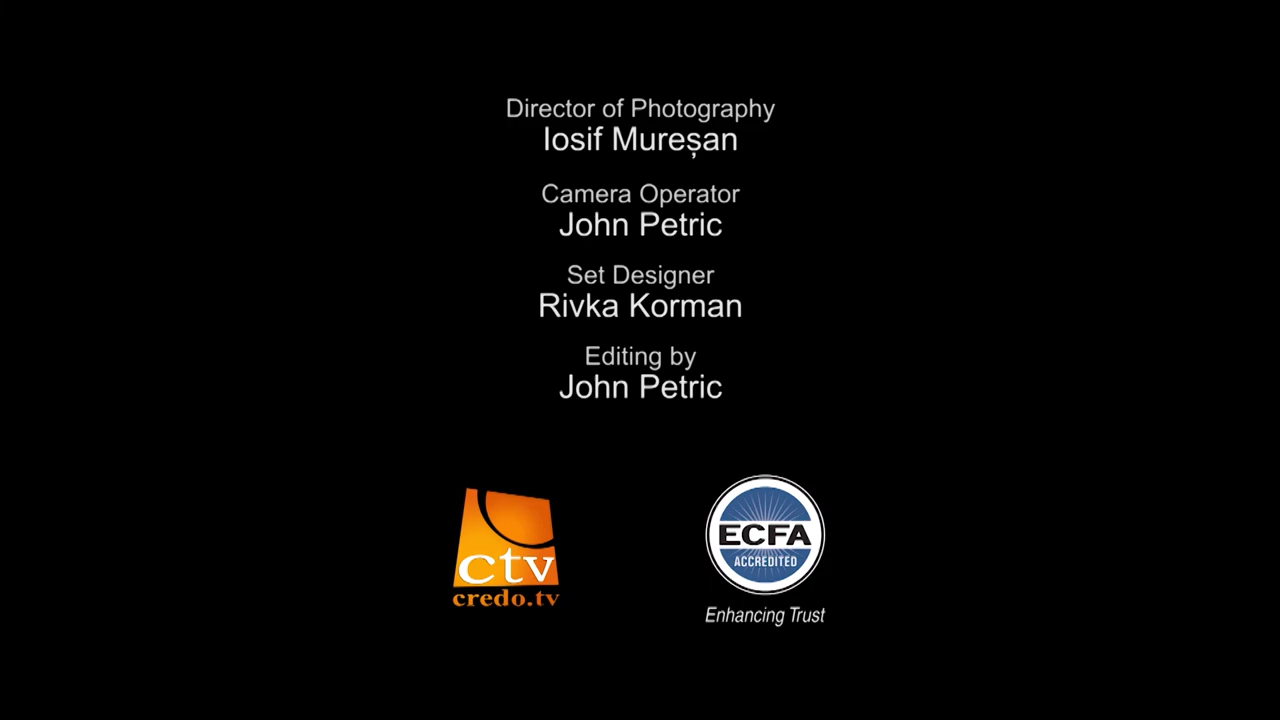 Director of Photography
Iosif Mureșan
Camera Operator
John Petric
Set Designer
Rivka Korman
Editing by
John Petric
ctv
credo.tv
ECFA
ACCREDITED
Enhancing Trust